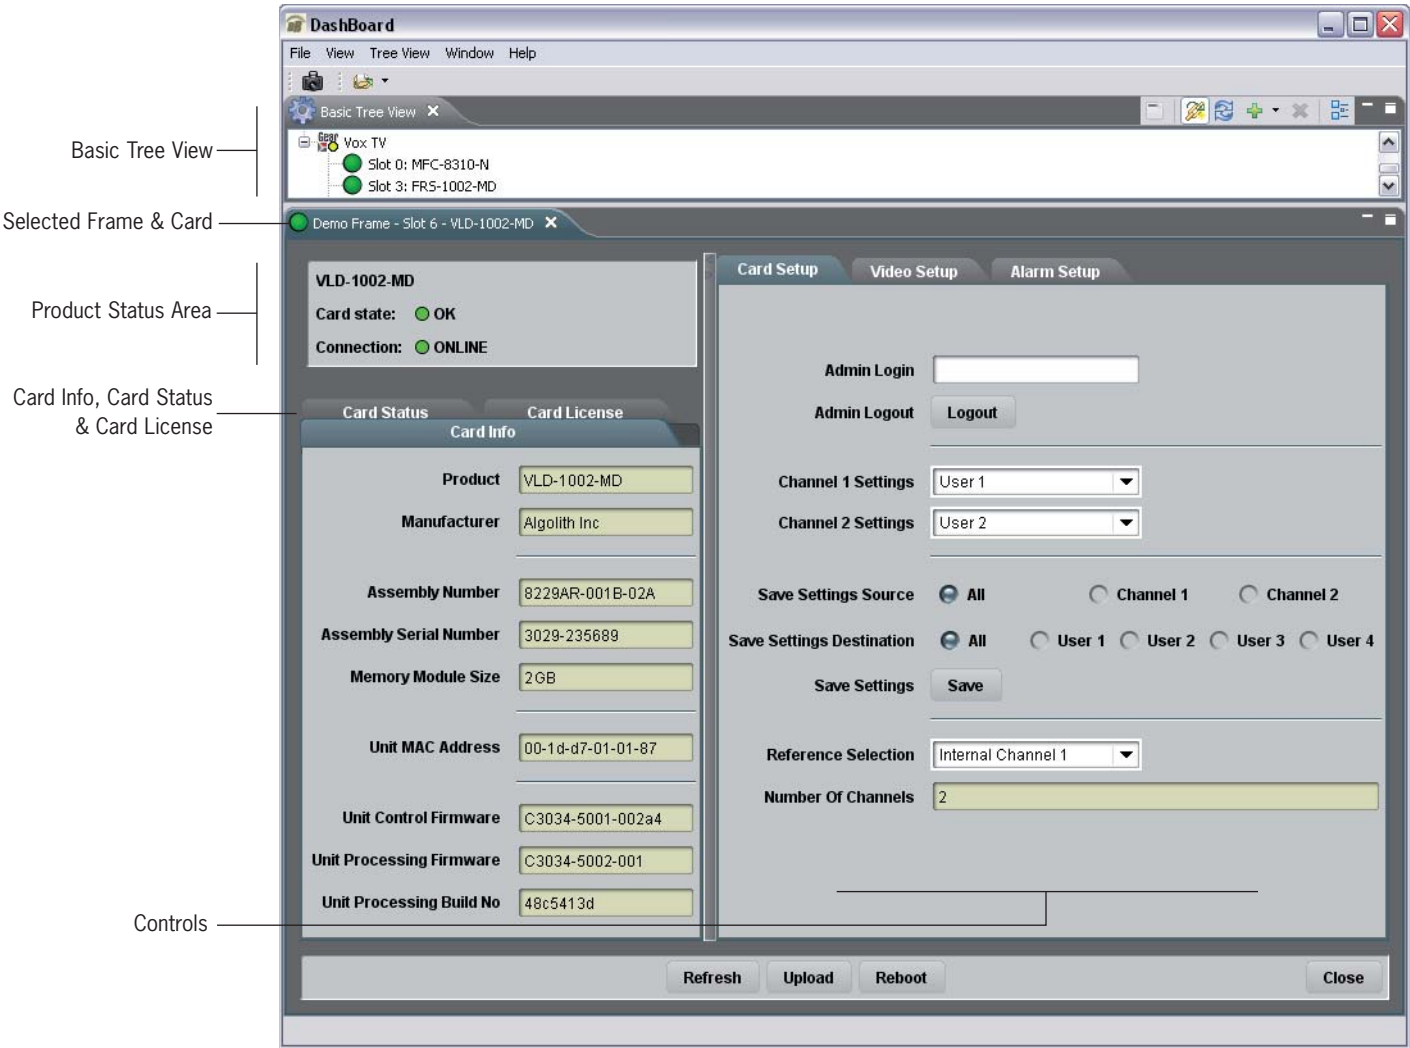 DashBoard
File View Tree View Window Help
Basic Tree View
Basic Tree View
Gear Vox TV
Slot 0: MFC-8310-N
Slot 3: FRS-1002-MD
Selected Frame & Card
Demo Frame - Slot 6 - VLD-1002-MD
Product Status Area
VLD-1002-MD
Card state: OK
Connection: ONLINE
Card Info, Card Status
& Card License
Card Status Card License
Card Info
Product VLD-1002-MD
Manufacturer Algolith Inc
Assembly Number 8229AR-001B-02A
Assembly Serial Number 3029-235689
Memory Module Size 2GB
Unit MAC Address 00-1d-d7-01-01-87
Unit Control Firmware C3034-5001-002a4
Unit Processing Firmware C3034-5002-001
Unit Processing Build No 48c5413d
Card Setup Video Setup Alarm Setup
Admin Login
Admin Logout Logout
Channel 1 Settings User 1
Channel 2 Settings User 2
Save Settings Source All Channel 1 Channel 2
Save Settings Destination All User 1 User 2 User 3 User 4
Save Settings Save
Reference Selection Internal Channel 1
Number Of Channels 2
Controls
Refresh Upload Reboot Close